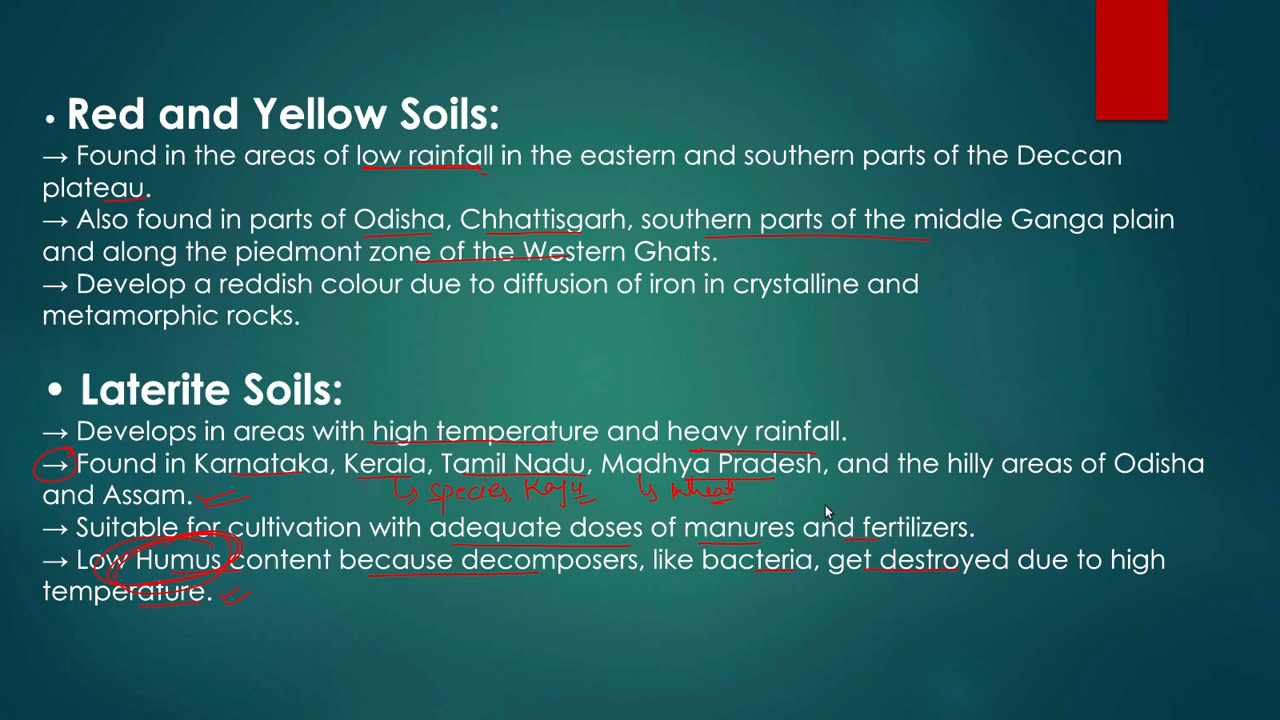 • Red and Yellow Soils:
→ Found in the areas of low rainfall in the eastern and southern parts of the Deccan
plateau.
→ Also found in parts of Odisha, Chhattisgarh, southern parts of the middle Ganga plain
and along the piedmont zone of the Western Ghats.
→ Develop a reddish colour due to diffusion of iron in crystalline and
metamorphic rocks.
• Laterite Soils:
→ Develops in areas with high temperature and heavy rainfall.
→ Found in Karnataka, Kerala, Tamil Nadu, Madhya Pradesh, and the hilly areas of Odisha
and Assam. species, Kaju wheat
→ Suitable for cultivation with adequate doses of manures and fertilizers.
→ Low Humus content because decomposers, like bacteria, get destroyed due to high
temperature.